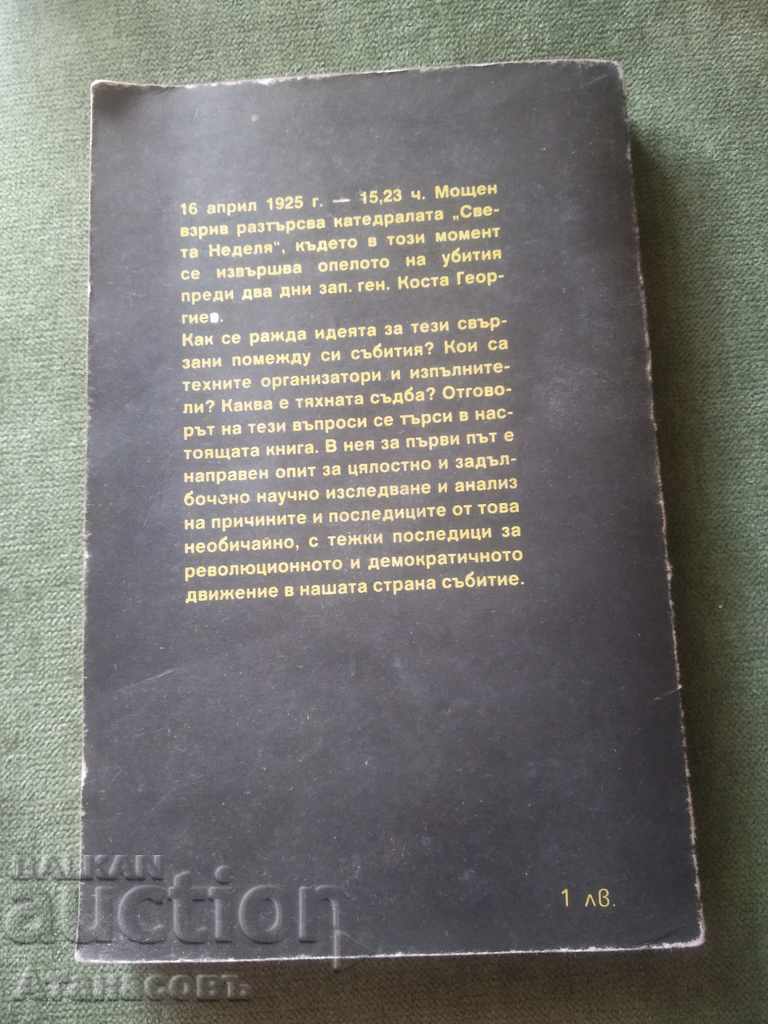 16 април 1925 г. — 15,23 ч. Мощен
взрив разтърсва катедралата „Све-
та Неделя“, където в този момент
се извършва опелото на убития
преди два дни зап. ген. Коста Геор-
гиев.
Как се ражда идеята за тези свър-
зани помежду си събития? Кои са
техните организатори и изпълните-
ли? Каква е тяхната съдба? Отгово-
рът на тези въпроси се търси в нас-
тоящата книга. В нея за първи път е
направен опит за цялостно и задъл-
бочено научно изследване и анализ
на причините и последиците от това
необичайно, с тежки последици за
революционното и демократичното
движение в нашата страна събитие.
1 лв.
BALKAN
auction
Атанасовъ